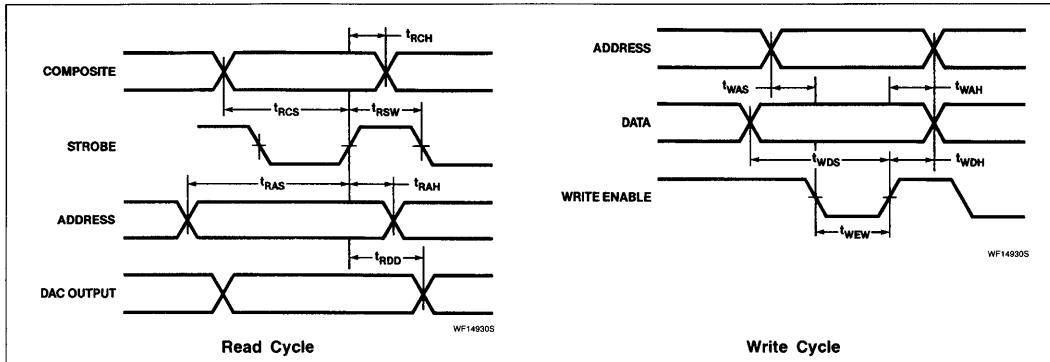 COMPOSITE
tRCH
tRCS
tRSW
STROBE
tRAS
tRAH
ADDRESS
tRDD
DAC OUTPUT
WF14930S
Read Cycle
ADDRESS
tWAS
tWAH
DATA
tWDS
tWDH
WRITE ENABLE
tWEW
WF14930S
Write Cycle